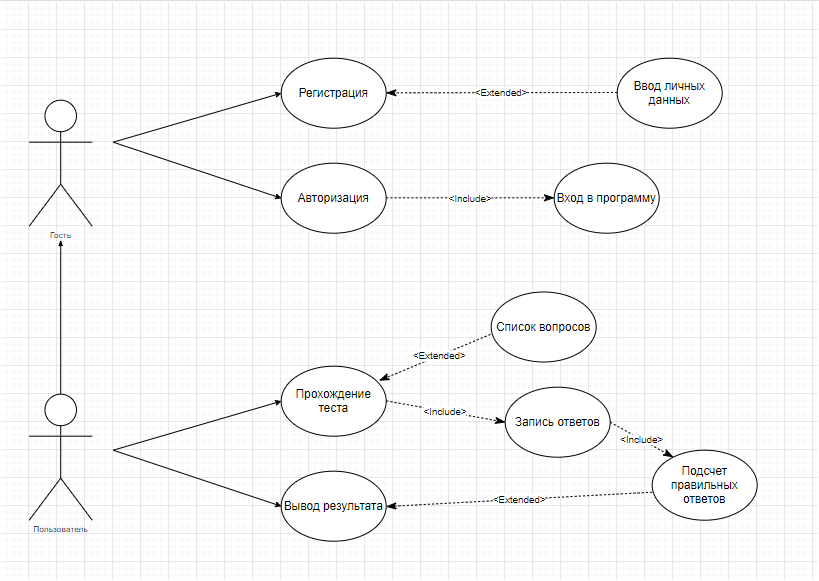 Регистрация
<Extended>
Ввод личных
данных
Авторизация
<Include>
Вход в программу
Гость
Список вопросов
<Extended>
Прохождение
теста
<Include>
Запись ответов
<Include>
Подсчет
правильных
ответов
<Extended>
Вывод результата
Пользователь